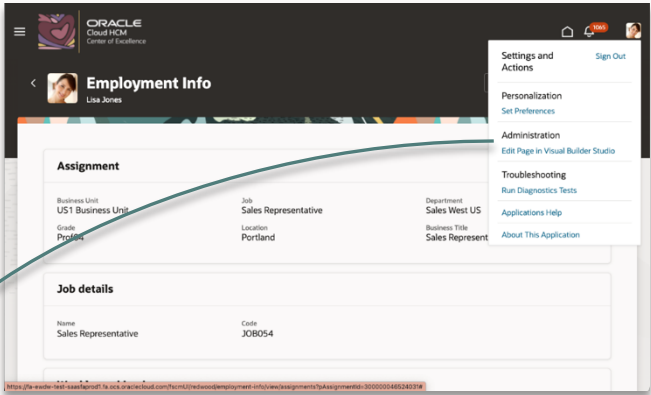 ORACLE
Cloud HCM
Center of Excellence
1065
Settings and
Actions
Sign Out
Employment Info
Lisa Jones
Personalization
Set Preferences
Administration
Edit Page in Visual Builder Studio
Troubleshooting
Run Diagnostics Tests
Applications Help
About This Application
Assignment
Business Unit
US1 Business Unit
Job
Sales Representative
Department
Sales West US
Grade
Prof04
Location
Portland
Business Title
Sales Represent
Job details
Name
Sales Representative
Code
JOB054